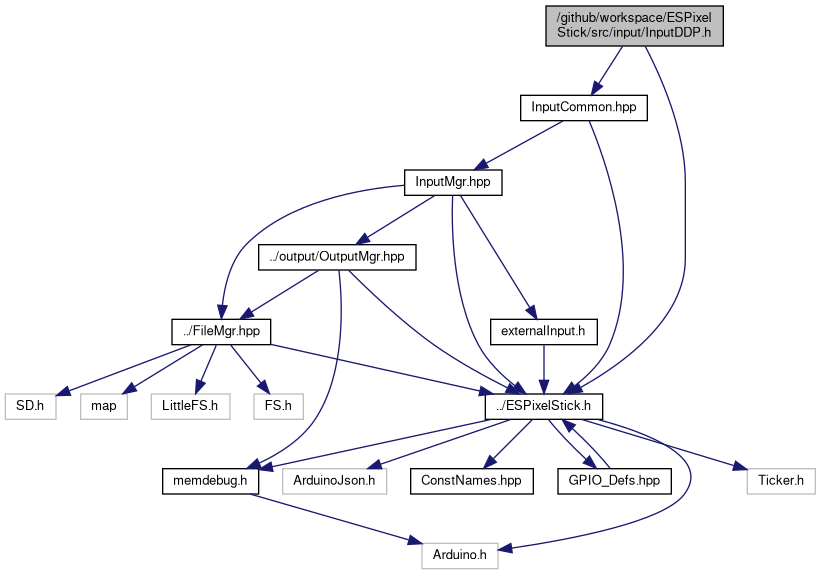 /github/workspace/ESPixel
Stick/src/input/InputDDP.h
InputCommon.hpp
InputMgr.hpp
../output/OutputMgr.hpp
../FileMgr.hpp
externalInput.h
SD.h
map
LittleFS.h
FS.h
../ESPixelStick.h
memdebug.h
ArduinoJson.h
ConstNames.hpp
GPIO_Defs.hpp
Ticker.h
Arduino.h